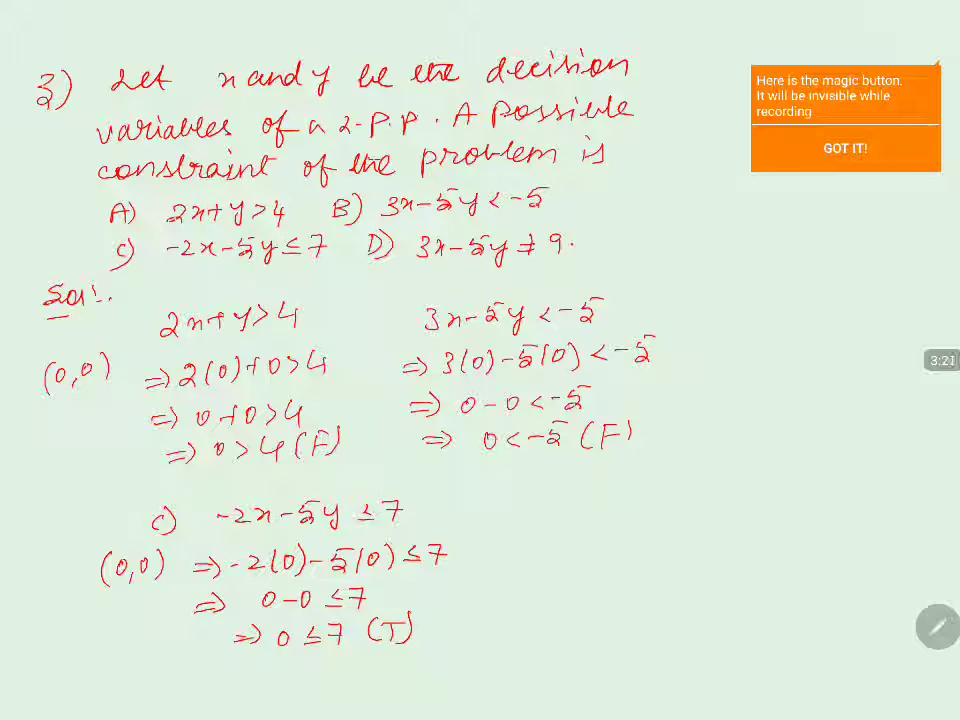 3) Let x and y be the decision
variables of a L.P.P. A possible
constraint of the problem is
A) 2x+y>4 B) 3x-5y<-5
C) -2x-5y≤7 D) 3x-5y≠9.
Sol:.
2x+y>4 3x-5y<-5
(0,0) ⇒2(0)+0>4 ⇒3(0)-5(0)<-5
⇒ 0+0>4 ⇒ 0-0<-5
⇒ 0>4(F) ⇒ 0<-5 (F)
C) -2x-5y≤7
(0,0) ⇒-2(0)-5(0)≤7
⇒ 0-0≤7
⇒ 0≤7 (T)
Here is the magic button.
It will be invisible while
recording
GOT IT!
3:21